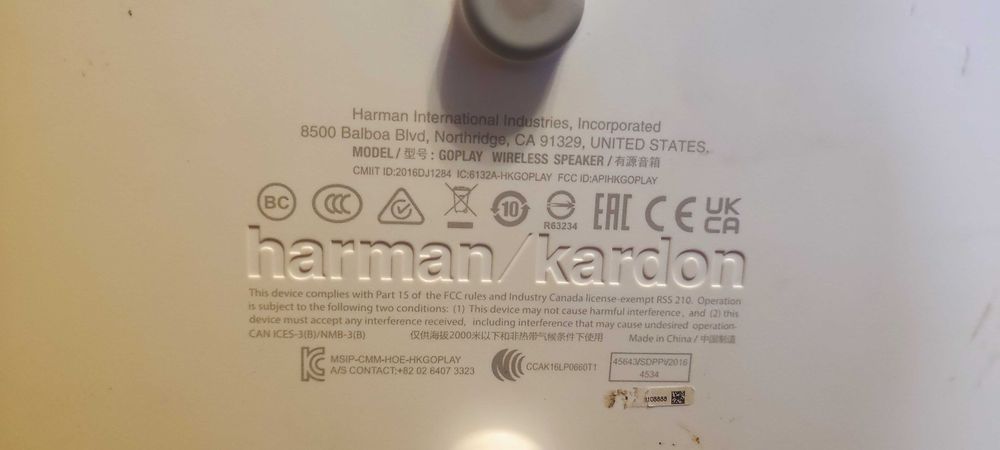 Harman International Industries, Incorporated
8500 Balboa Blvd, Northridge, CA 91329, UNITED STATES,
MODEL / 型号: GOPLAY WIRELESS SPEAKER / 有源音箱
CMIIT ID:2016DJ1284 IC:6132A-HKGOPLAY FCC ID:APIHKGOPLAY
BC CCC 10 R63234 EAC CE UK CA
harman/kardon
This device complies with Part 15 of the FCC rules and Industry Canada license-exempt RSS 210. Operation
is subject to the following two conditions: (1) This device may not cause harmful interference, and (2) this
device must accept any interference received, including interference that may cause undesired operation.
CAN ICES-3(B)/NMB-3(B) 仅供海拔2000米以下和非热带气候条件下使用 Made in China / 中国制造
MSIP-CMM-HOE-HKGOPLAY
A/S CONTACT:+82 02 6407 3323
CCAK16LP0660T1
45643/SDPPI/2016
4534